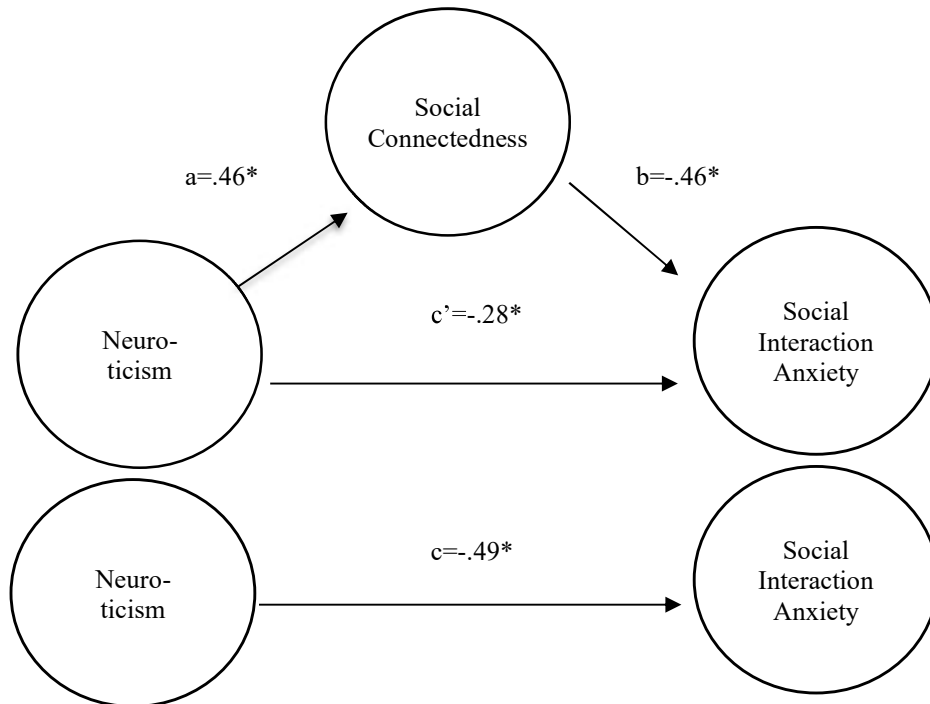 Social
Connectedness
a=.46*
b=-.46*
c’=-.28*
Neuro-
ticism
Social
Interaction
Anxiety
c=-.49*
Neuro-
ticism
Social
Interaction
Anxiety